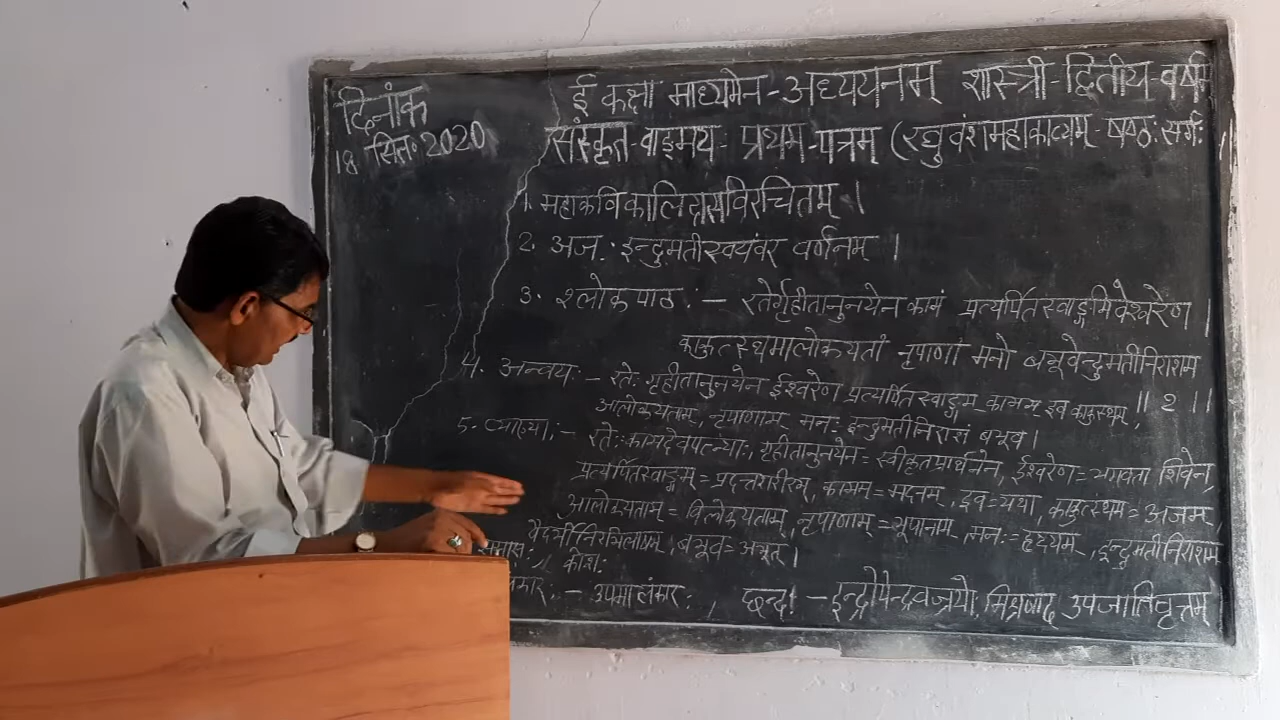 दिनांक
18 सित॰ 2020
ई कक्षा माध्यमेन-अध्ययनम् शास्त्री-द्वितीय-वर्ष
संस्कृत-वाङ्मय-प्रथम-पत्रम् (रघुवंशमहाकाव्यम्-षष्ठः सर्गः
1. महाकविकालिदासविरचितम् ।
2. अज: इन्दुमतीस्वयंवर वर्णनम् ।
3. श्लोकपाठ: - रतेर्गृहीतानुनयेन कामं प्रत्यर्पितस्वाङ्गमिवेश्वरेण ।
काकुत्स्थमालोकयतां नृपाणां मनो बभूवेन्दुमतीनिराशम् ॥ 2 ॥
4. अन्वय: - रते: गृहीतानुनयेन ईश्वरेण प्रत्यर्पितस्वाङ्गम् कामम् इव काकुत्स्थम्,
आलोकयताम्, नृपाणाम् मन: इन्दुमतीनिराशं बभूव ।
5. व्याख्या: - रते: = कामदेवपत्न्या:, गृहीतानुनयेन = स्वीकृतप्रार्थनेन, ईश्वरेण = भगवता शिवेन,
प्रत्यर्पितस्वाङ्गम् = प्रदत्तशरीरम्, कामम् = मदनम्, इव = यथा, काकुत्स्थम = अजम्,
आलोकयताम् = विलोकयताम्, नृपाणाम् = भूपानाम्, मन: = हृदयम्, इन्दुमतीनिराशम्
बभूव = अभूत् ।
कोश:
- उपमालंकार: , छन्द: - इन्द्रोपेन्द्रवज्रयो, मिश्रणाद् उपजातिवृत्तम्